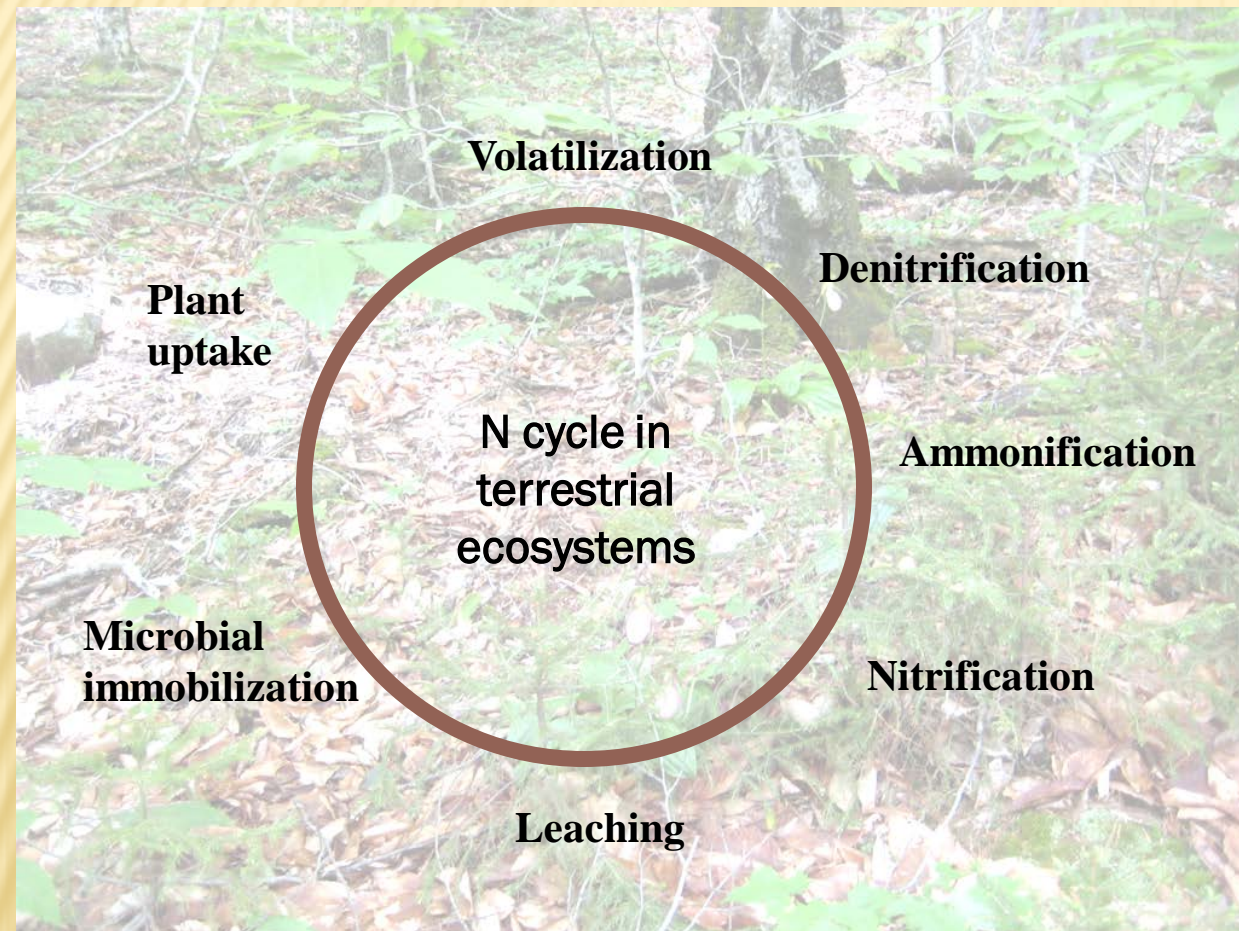 Volatilization
Denitrification
Plant
uptake
N cycle in
terrestrial
ecosystems
Ammonification
Microbial
immobilization
Nitrification
Leaching